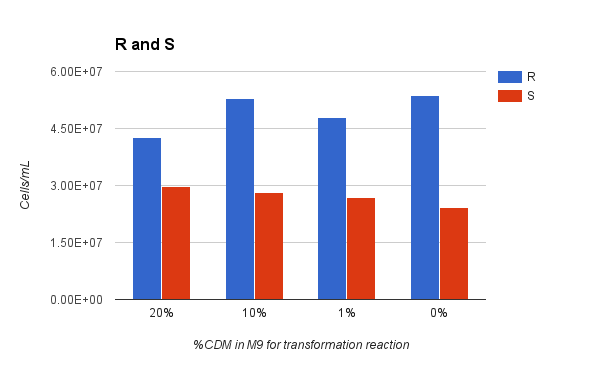 R and S
6.00E+07
4.50E+07
3.00E+07
1.50E+07
0.00E+00
Cells/mL
20%
10%
1%
0%
%CDM in M9 for transformation reaction
R
S